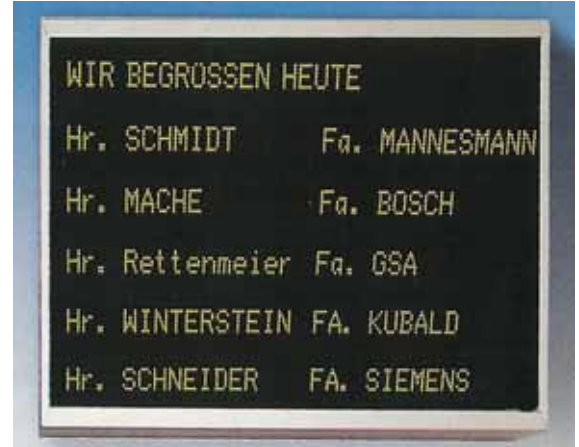 WIR BEGRÜSSEN HEUTE
Hr. SCHMIDT Fa. MANNESMANN
Hr. MACHE Fa. BOSCH
Hr. Rettenmeier Fa. GSA
Hr. WINTERSTEIN FA. KUBALD
Hr. SCHNEIDER FA. SIEMENS